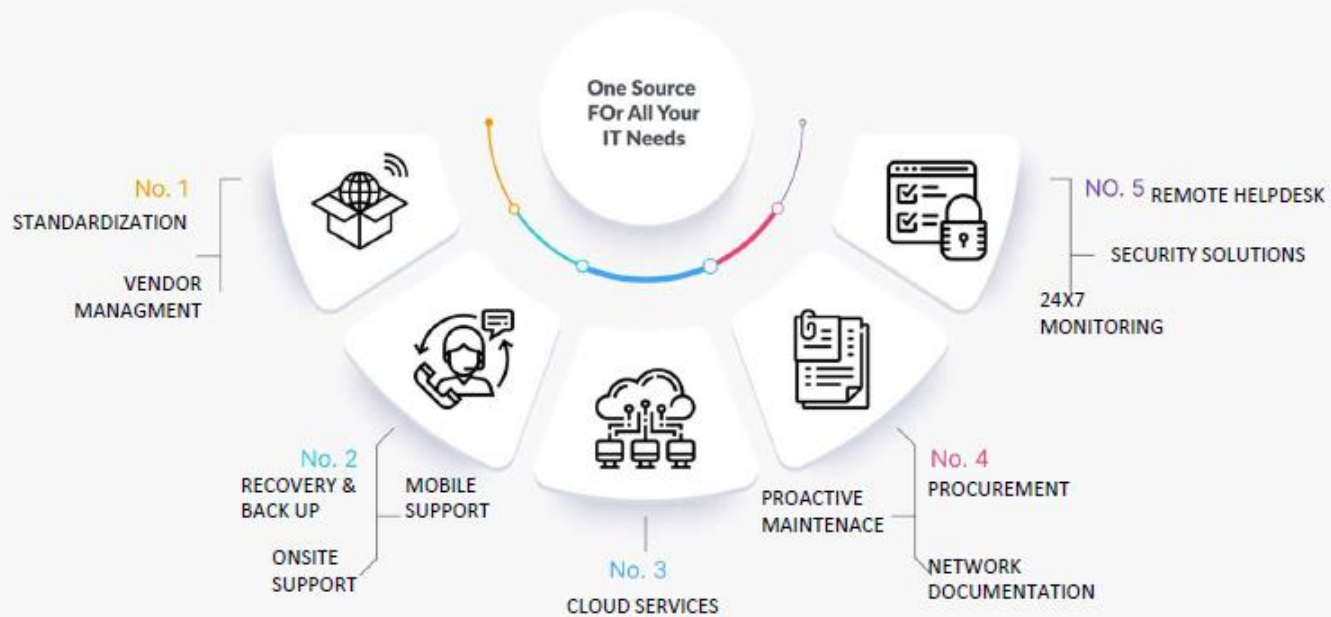 One Source
FOr All Your
IT Needs
No. 1
STANDARDIZATION
VENDOR
MANAGMENT
No. 2
RECOVERY &
BACK UP
MOBILE
SUPPORT
ONSITE
SUPPORT
No. 3
CLOUD SERVICES
No. 4
PROCUREMENT
PROACTIVE
MAINTENACE
NETWORK
DOCUMENTATION
NO. 5 REMOTE HELPDESK
SECURITY SOLUTIONS
24X7
MONITORING